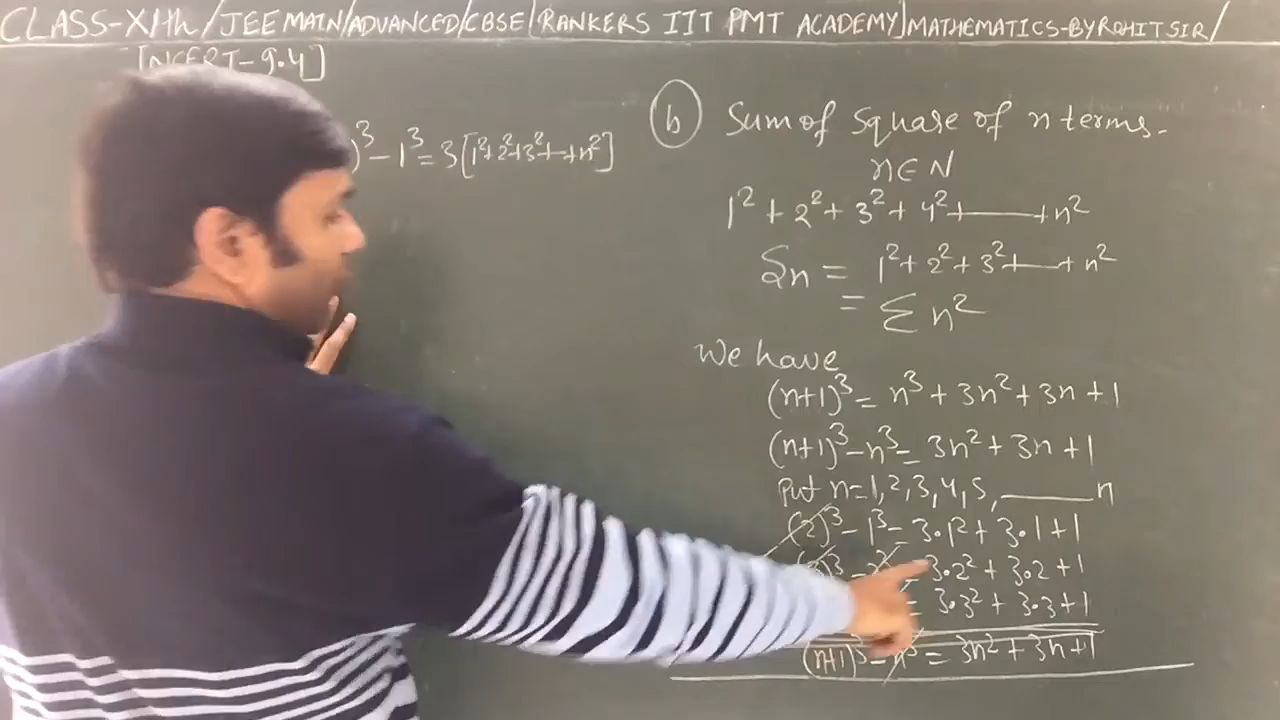 CLASS-XIth/JEE MAIN/ADVANCED/CBSE/RANKERS IIT PMT ACADEMY/MATHEMATICS-BY ROHIT SIR/
[NCERT-9.4]
)³-1³=3[1²+2²+3²+--+n²]
(b) Sum of square of n terms.
n∈N
1²+2²+3²+4²+——+n²
Sn = 1²+2²+3²+—+n²
= Σn²
We have
(n+1)³=n³+3n²+3n+1
(n+1)³-n³=3n²+3n+1
Put n=1,2,3,4,5,——n
(2)³-1³=3·1²+3·1+1
)³-2³=3·2²+3·2+1
=3·3²+3·3+1
(n+1)³-n³=3n²+3n+1